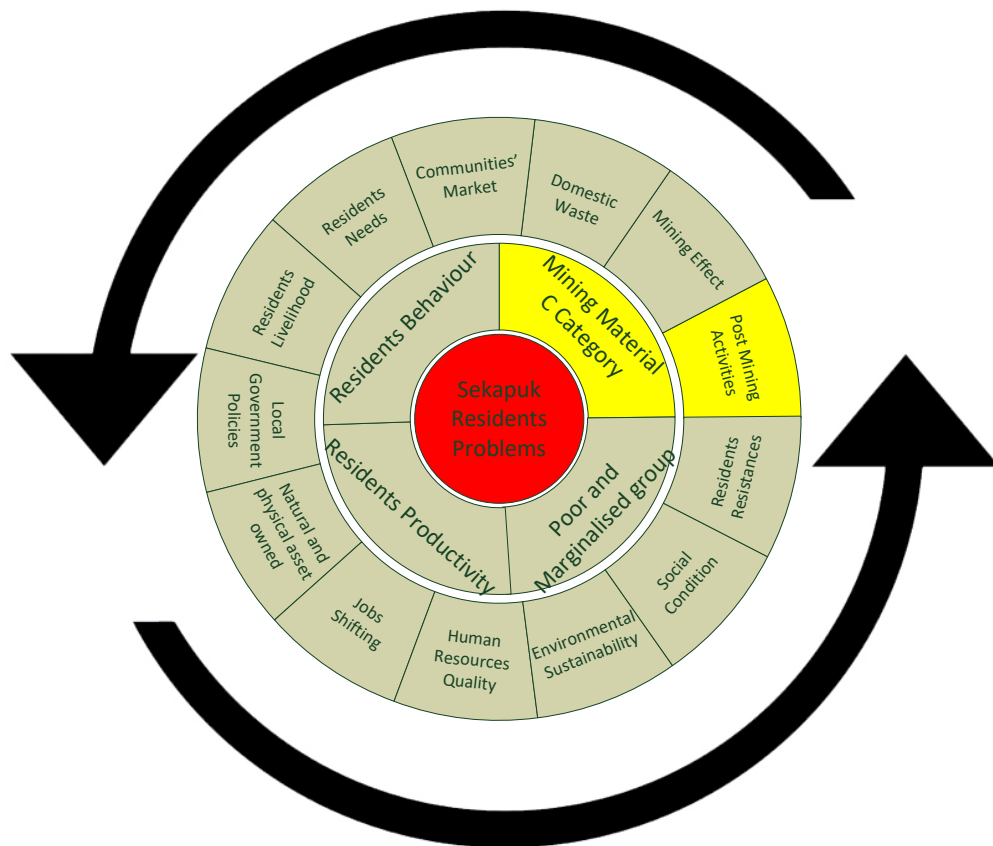 Sekapuk
Residents
Problems
Mining Material
C Category
Poor and
Marginalised group
Residents Productivity
Residents Behaviour
Communities’
Market
Domestic
Waste
Mining Effect
Post Mining
Activities
Residents
Resistances
Social
Condition
Environmental
Sustainability
Human
Resources
Quality
Jobs
Shifting
Natural and
physical asset
owned
Local
Government
Policies
Residents
Livelihood
Residents
Needs